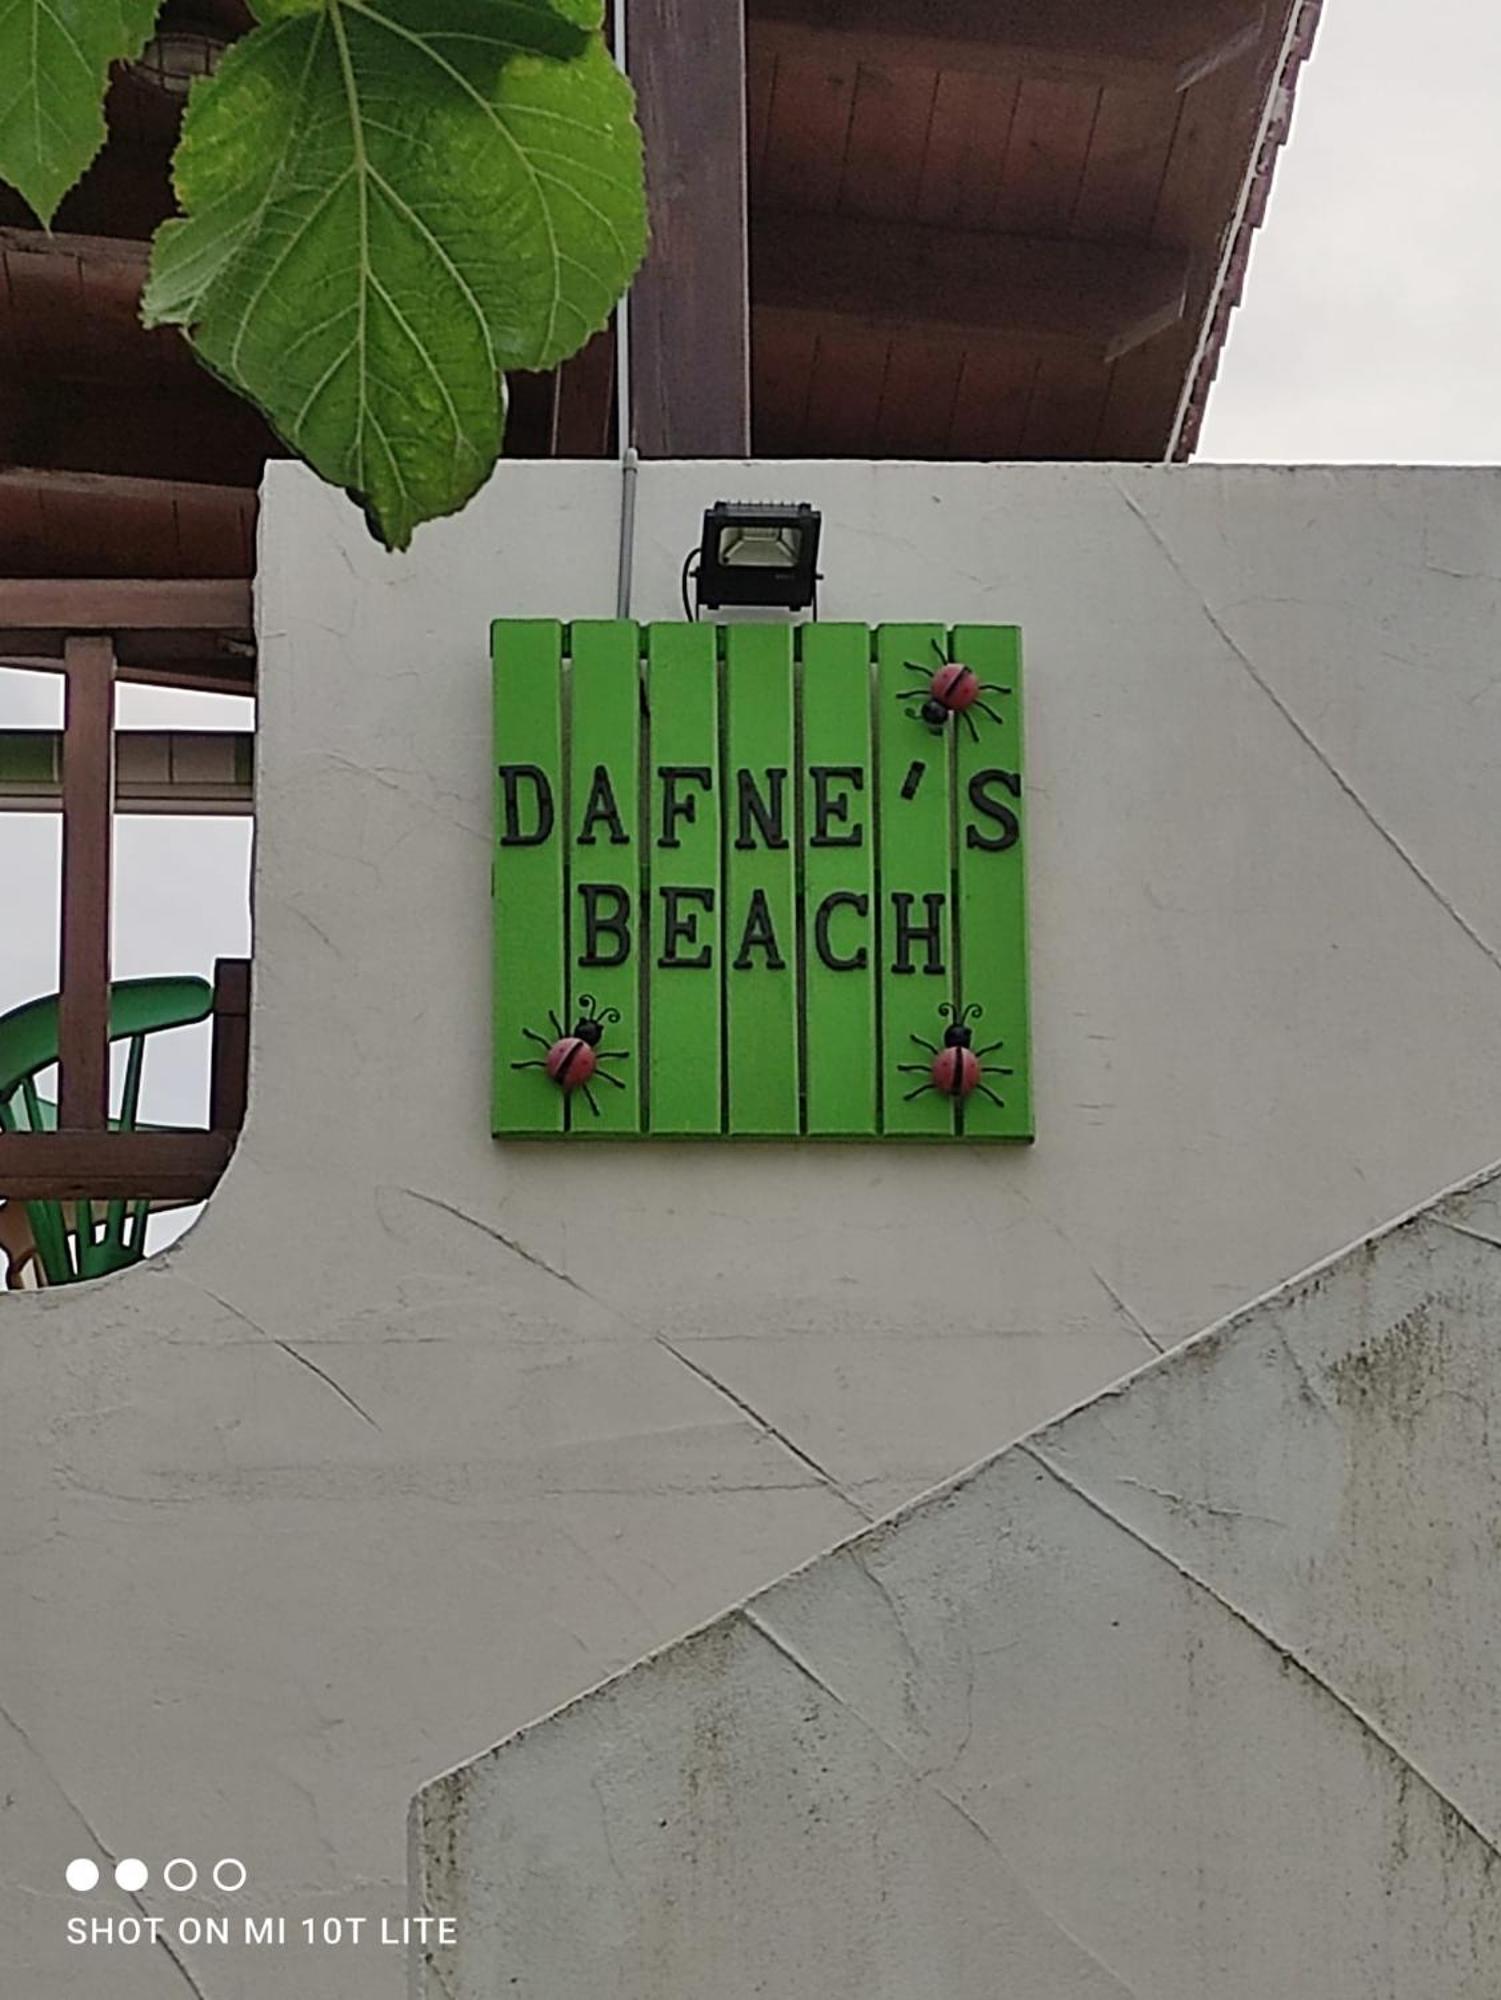 DAFNE'S
BEACH
SHOT ON MI 10T LITE